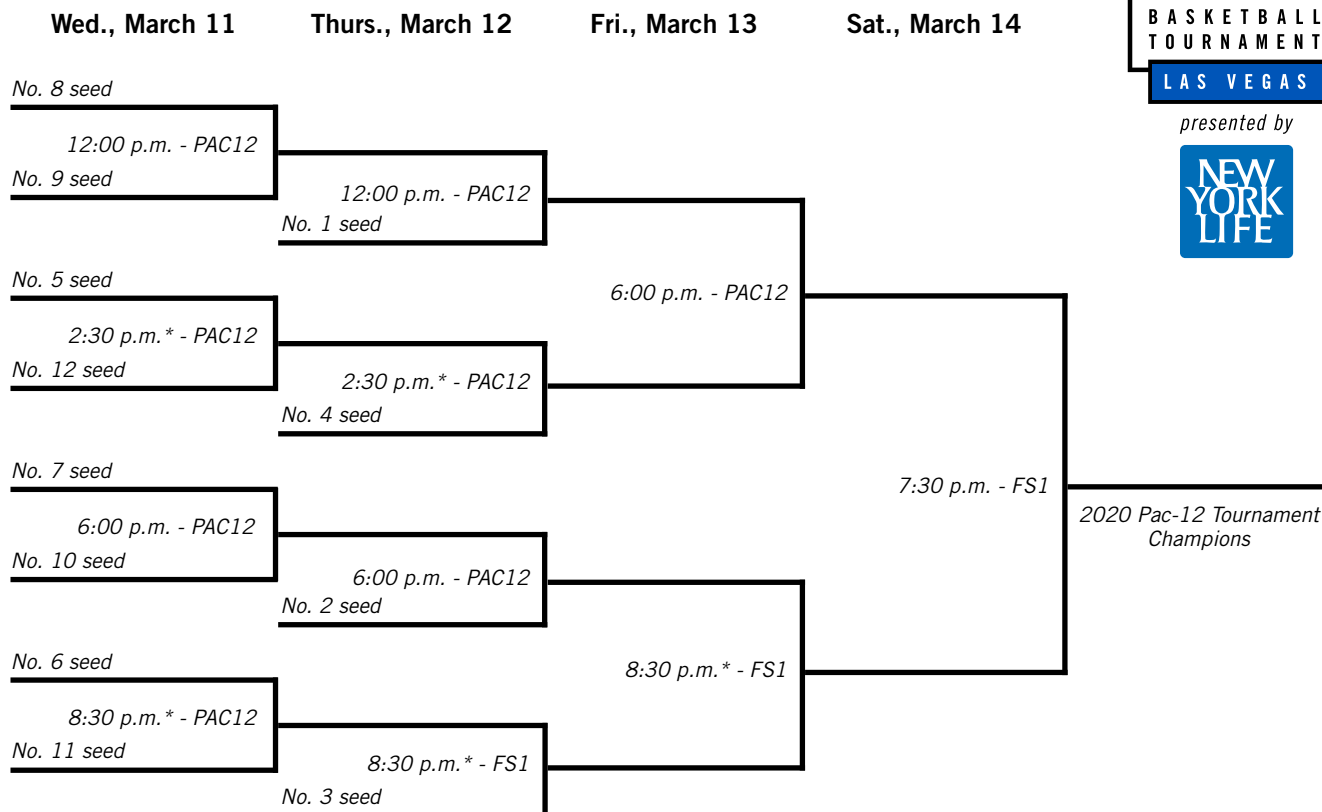 Wed., March 11
Thurs., March 12
Fri., March 13
Sat., March 14
BASKETBALL
TOURNAMENT
LAS VEGAS
presented by
NEW
YORK
LIFE
No. 8 seed
12:00 p.m. - PAC12
No. 9 seed
12:00 p.m. - PAC12
No. 1 seed
No. 5 seed
2:30 p.m.* - PAC12
No. 12 seed
2:30 p.m.* - PAC12
No. 4 seed
6:00 p.m. - PAC12
No. 7 seed
6:00 p.m. - PAC12
No. 10 seed
6:00 p.m. - PAC12
No. 2 seed
No. 6 seed
8:30 p.m.* - PAC12
No. 11 seed
8:30 p.m.* - FS1
No. 3 seed
8:30 p.m.* - FS1
7:30 p.m. - FS1
2020 Pac-12 Tournament
Champions